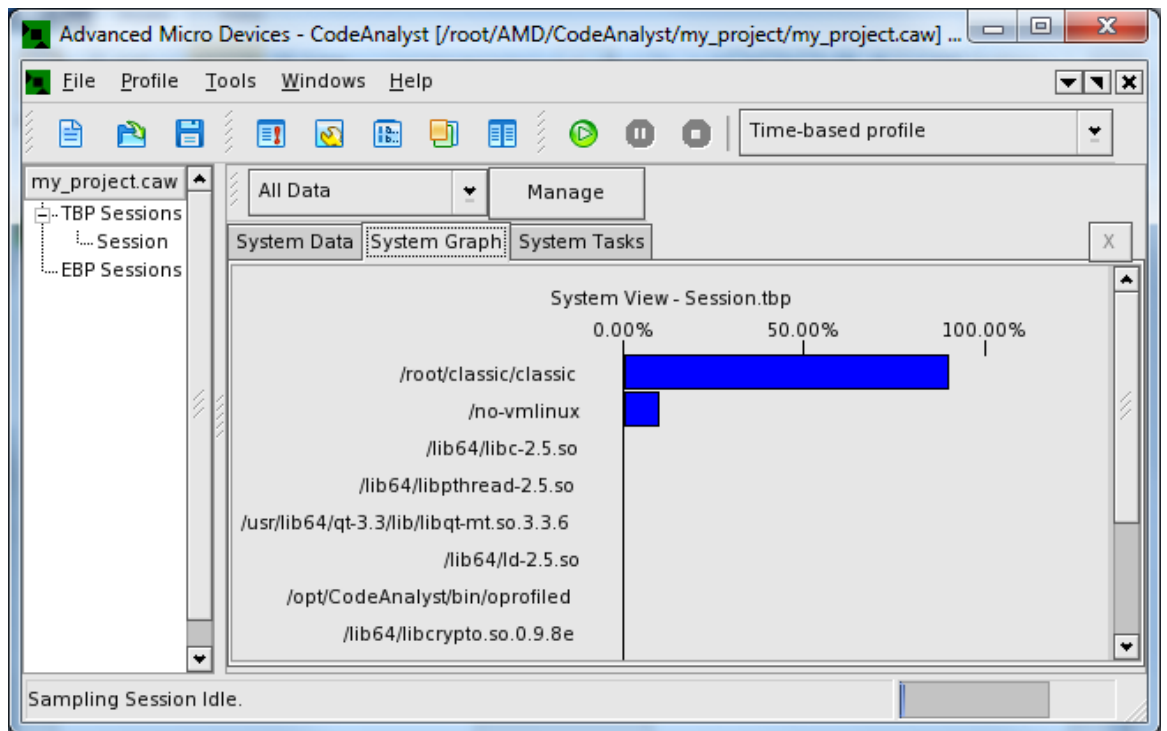 Advanced Micro Devices - CodeAnalyst [/root/AMD/CodeAnalyst/my_project/my_project.caw] ...
File Profile Tools Windows Help
Time-based profile
my_project.caw
TBP Sessions
Session
EBP Sessions
All Data Manage
System Data System Graph System Tasks X
System View - Session.tbp
0.00% 50.00% 100.00%
/root/classic/classic
/no-vmlinux
/lib64/libc-2.5.so
/lib64/libpthread-2.5.so
/usr/lib64/qt-3.3/lib/libqt-mt.so.3.3.6
/lib64/ld-2.5.so
/opt/CodeAnalyst/bin/oprofiled
/lib64/libcrypto.so.0.9.8e
Sampling Session Idle.